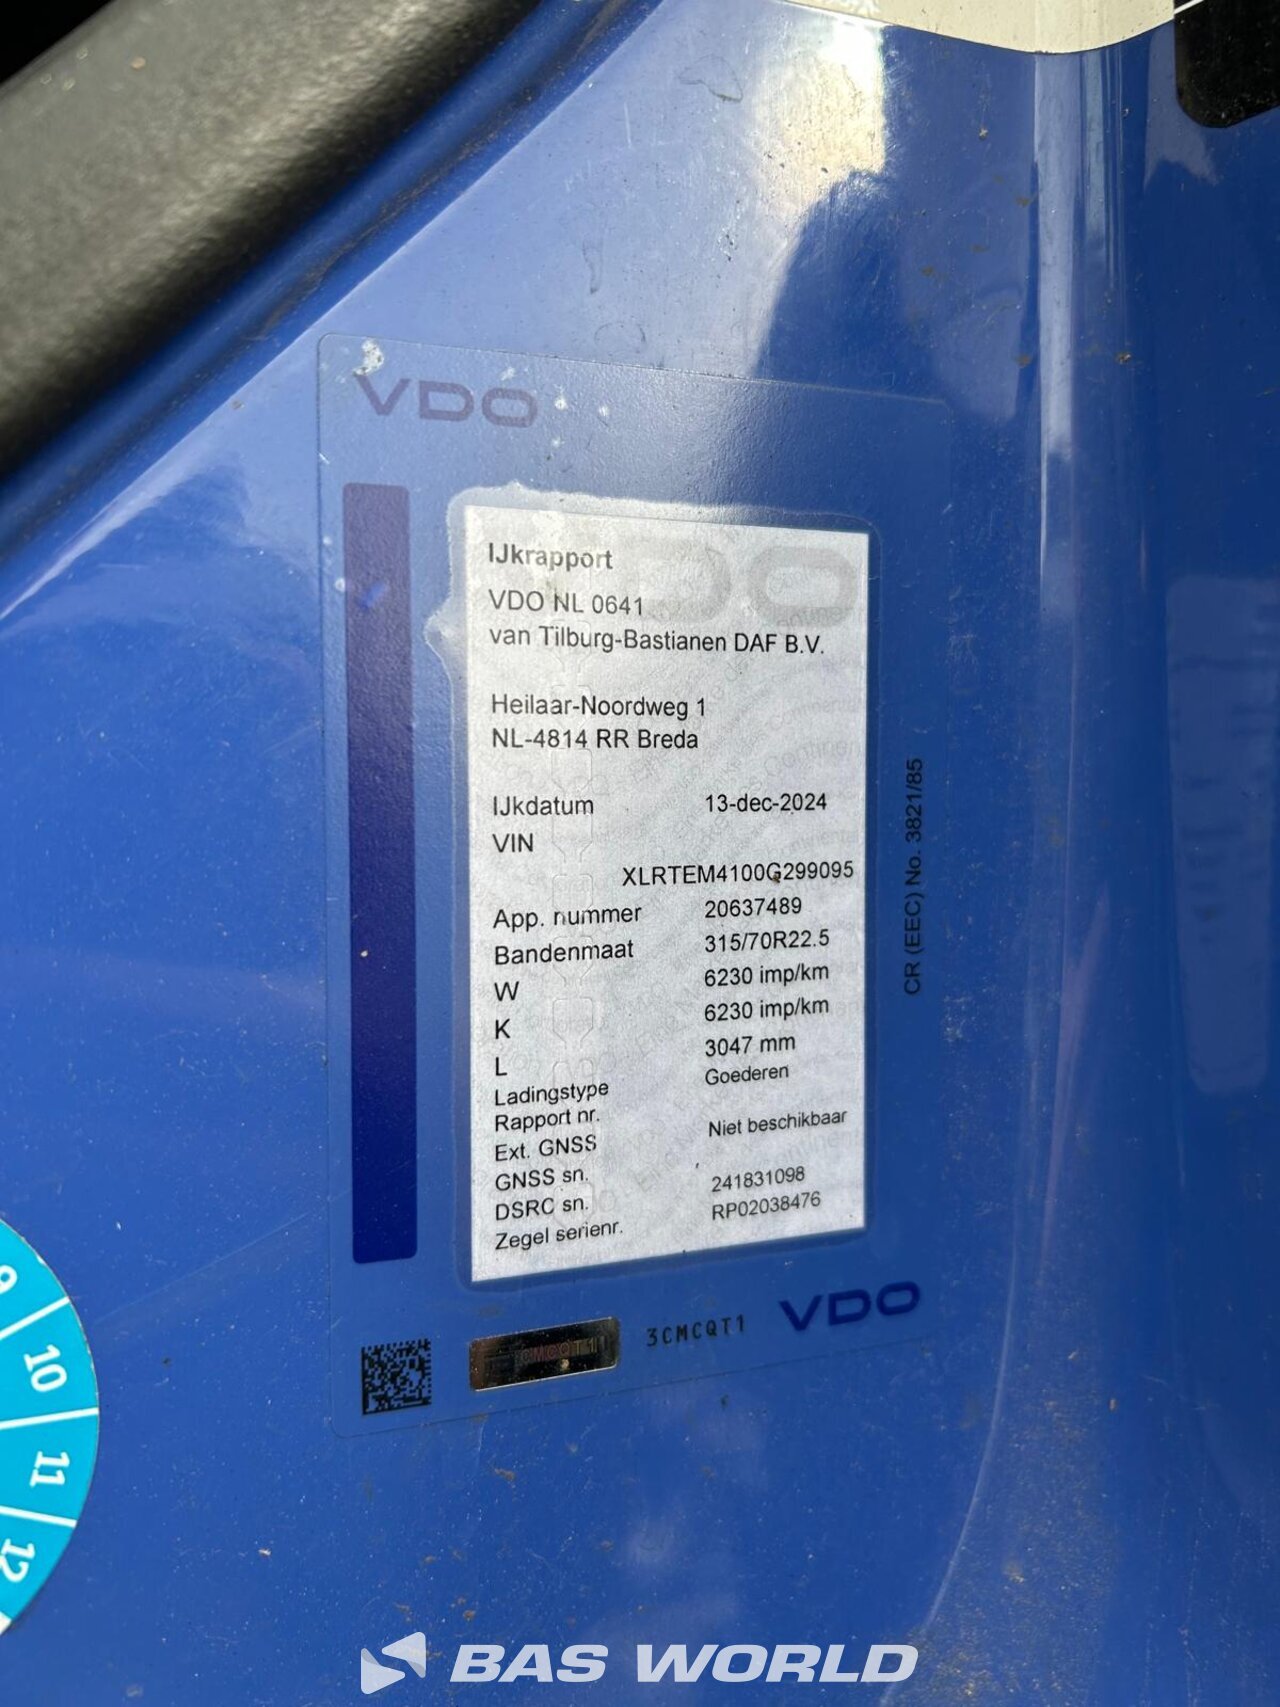 VDO
IJkrapport
VDO NL 0641
van Tilburg-Bastianen DAF B.V.
Heilaar-Noordweg 1
NL-4814 RR Breda
IJkdatum 13-dec-2024
VIN
XLRTEM4100G299095
App. nummer 20637489
Bandenmaat 315/70R22.5
W 6230 imp/km
K 6230 imp/km
L 3047 mm
Ladingstype Goederen
Rapport nr.
Ext. GNSS Niet beschikbaar
GNSS sn.
DSRC sn. 241831098
Zegel serienr. RP02038476
CR (EEC) No. 3821/85
CMCQT1
3CMCQT1
VDO
9
10
11
12
BAS WORLD